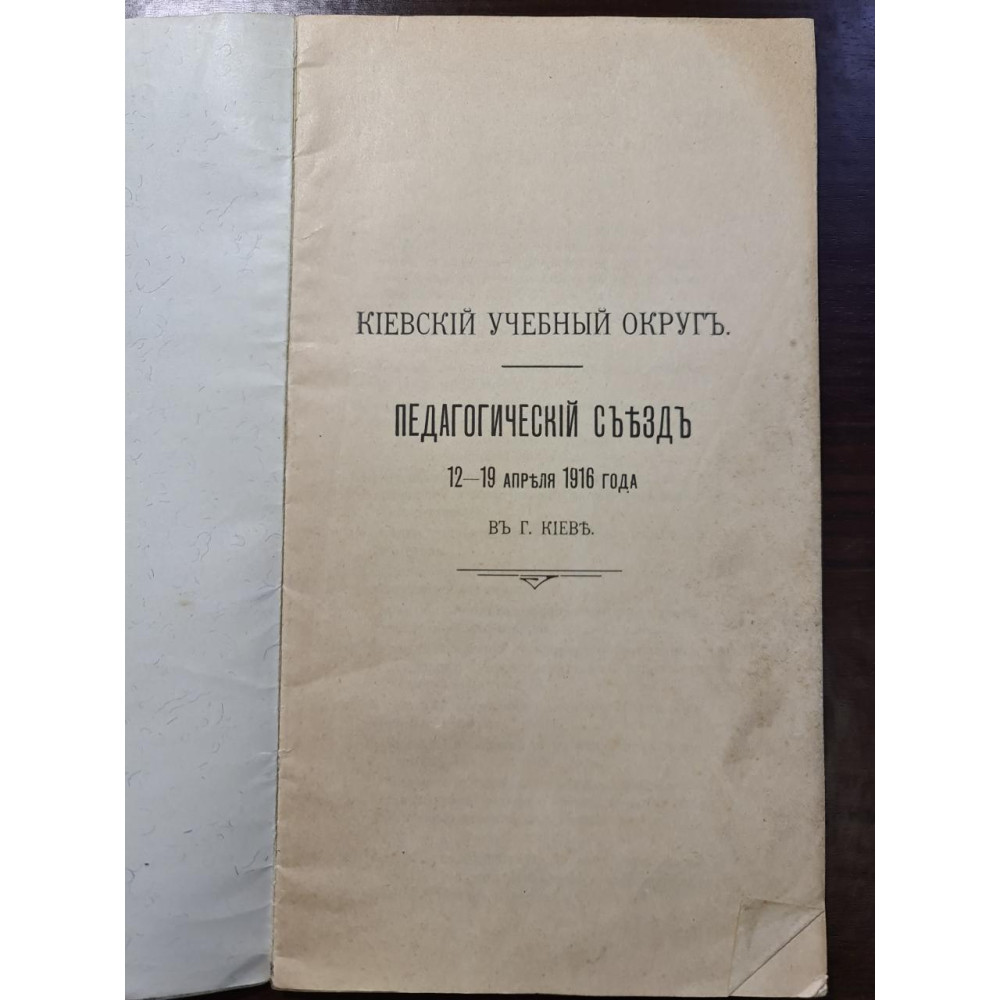 КІЕВСКІЙ УЧЕБНЫЙ ОКРУГЪ.
ПЕДАГОГИЧЕСКІЙ СЪѢЗДЪ
12—19 АПРѢЛЯ 1916 ГОДА
ВЪ Г. КІЕВѢ.